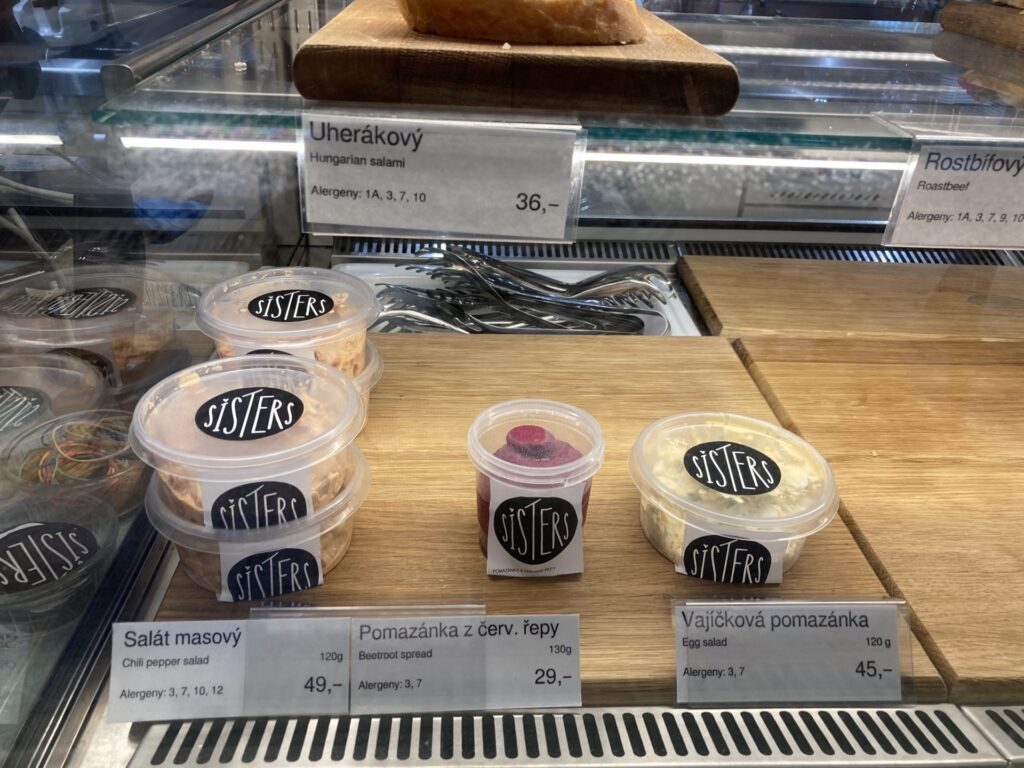 Uherákový
Hungarian salami
Alergeny: 1A, 3, 7, 10
36,–
Rostbifový
Roastbeef
Alergeny: 1A, 3, 7, 9, 10
SISTERS
SISTERS
SISTERS
SISTERS
SISTERS
SISTERS
SISTERS
SISTERS
Salát masový
Chili pepper salad
120g
Alergeny: 3, 7, 10, 12
49,–
Pomazánka z červ. řepy
Beetroot spread
130g
Alergeny: 3, 7
29,–
Vajíčková pomazánka
Egg salad
120 g
Alergeny: 3, 7
45,–